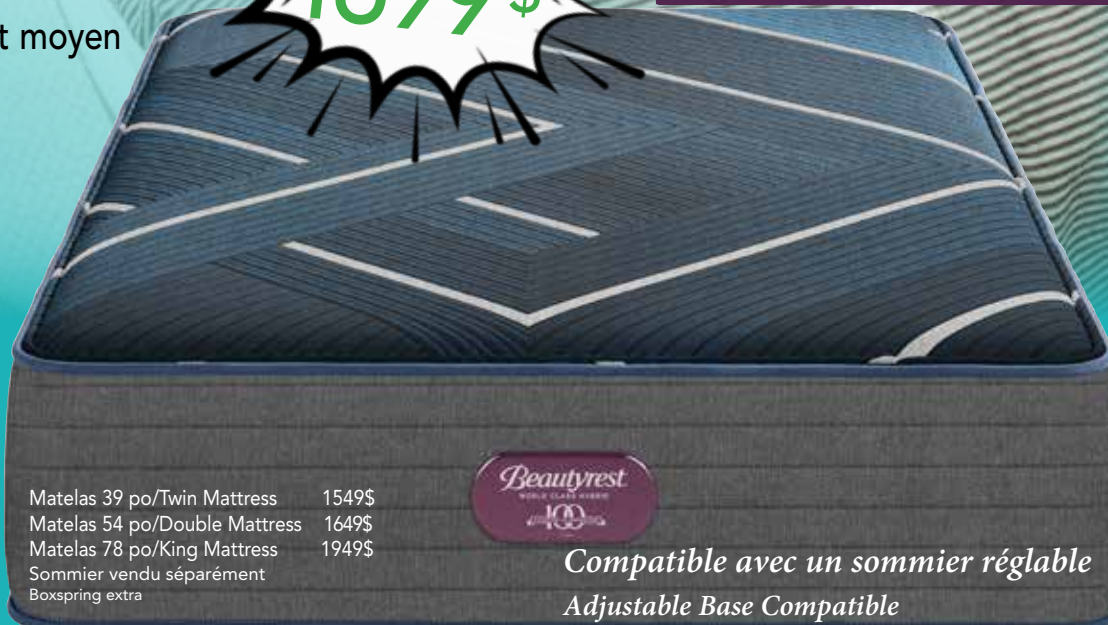 t moyen
1699$
Matelas 39 po/Twin Mattress 1549$
Matelas 54 po/Double Mattress 1649$
Matelas 78 po/King Mattress 1949$
Sommier vendu séparément
Boxspring extra
Beautyrest
WORLD CLASS HYBRID
100
Compatible avec un sommier réglable
Adjustable Base Compatible